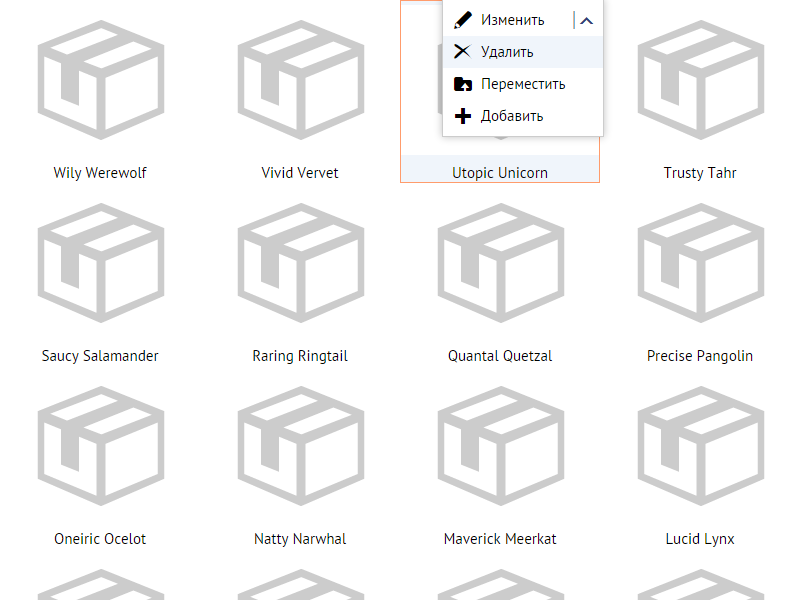 Изменить
Удалить
Переместить
Добавить
Wily Werewolf
Vivid Vervet
Utopic Unicorn
Trusty Tahr
Saucy Salamander
Raring Ringtail
Quantal Quetzal
Precise Pangolin
Oneiric Ocelot
Natty Narwhal
Maverick Meerkat
Lucid Lynx